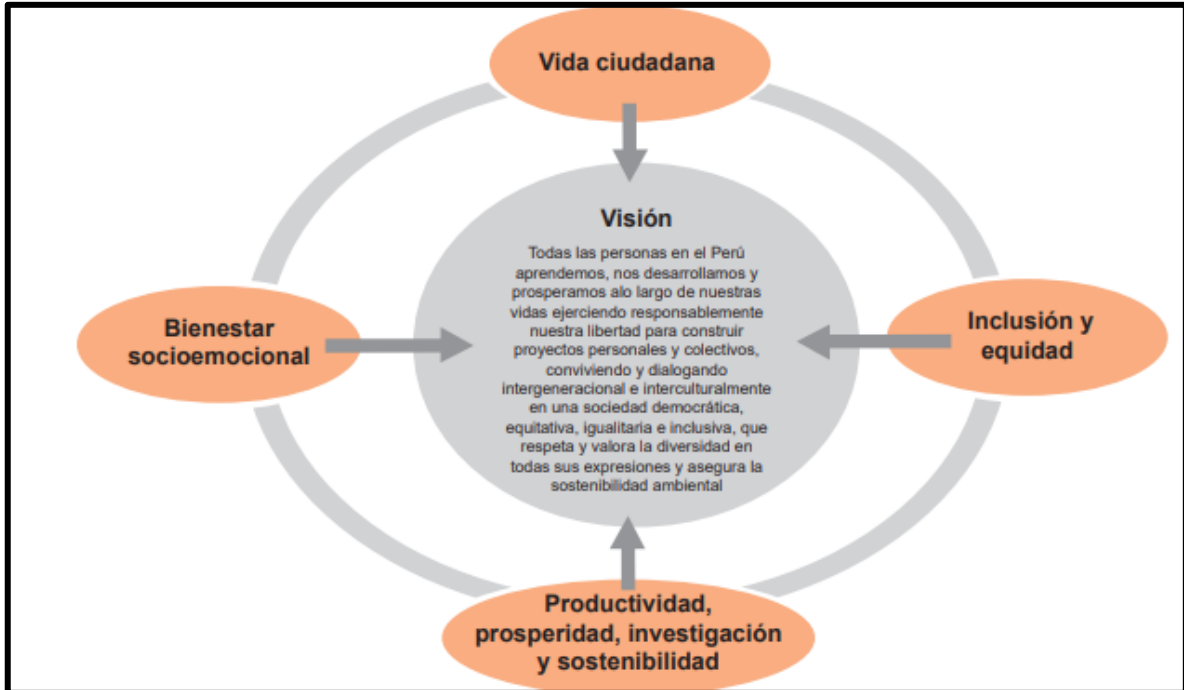 Vida ciudadana
Visión
Todas las personas en el Perú
aprendemos, nos desarrollamos y
prosperamos alo largo de nuestras
vidas ejerciendo responsablemente
nuestra libertad para construir
proyectos personales y colectivos,
conviviendo y dialogando
intergeneracional e interculturalmente
en una sociedad democrática,
equitativa, igualitaria e inclusiva, que
respeta y valora la diversidad en
todas sus expresiones y asegura la
sostenibilidad ambiental
Bienestar
socioemocional
Inclusión y
equidad
Productividad,
prosperidad, investigación
y sostenibilidad